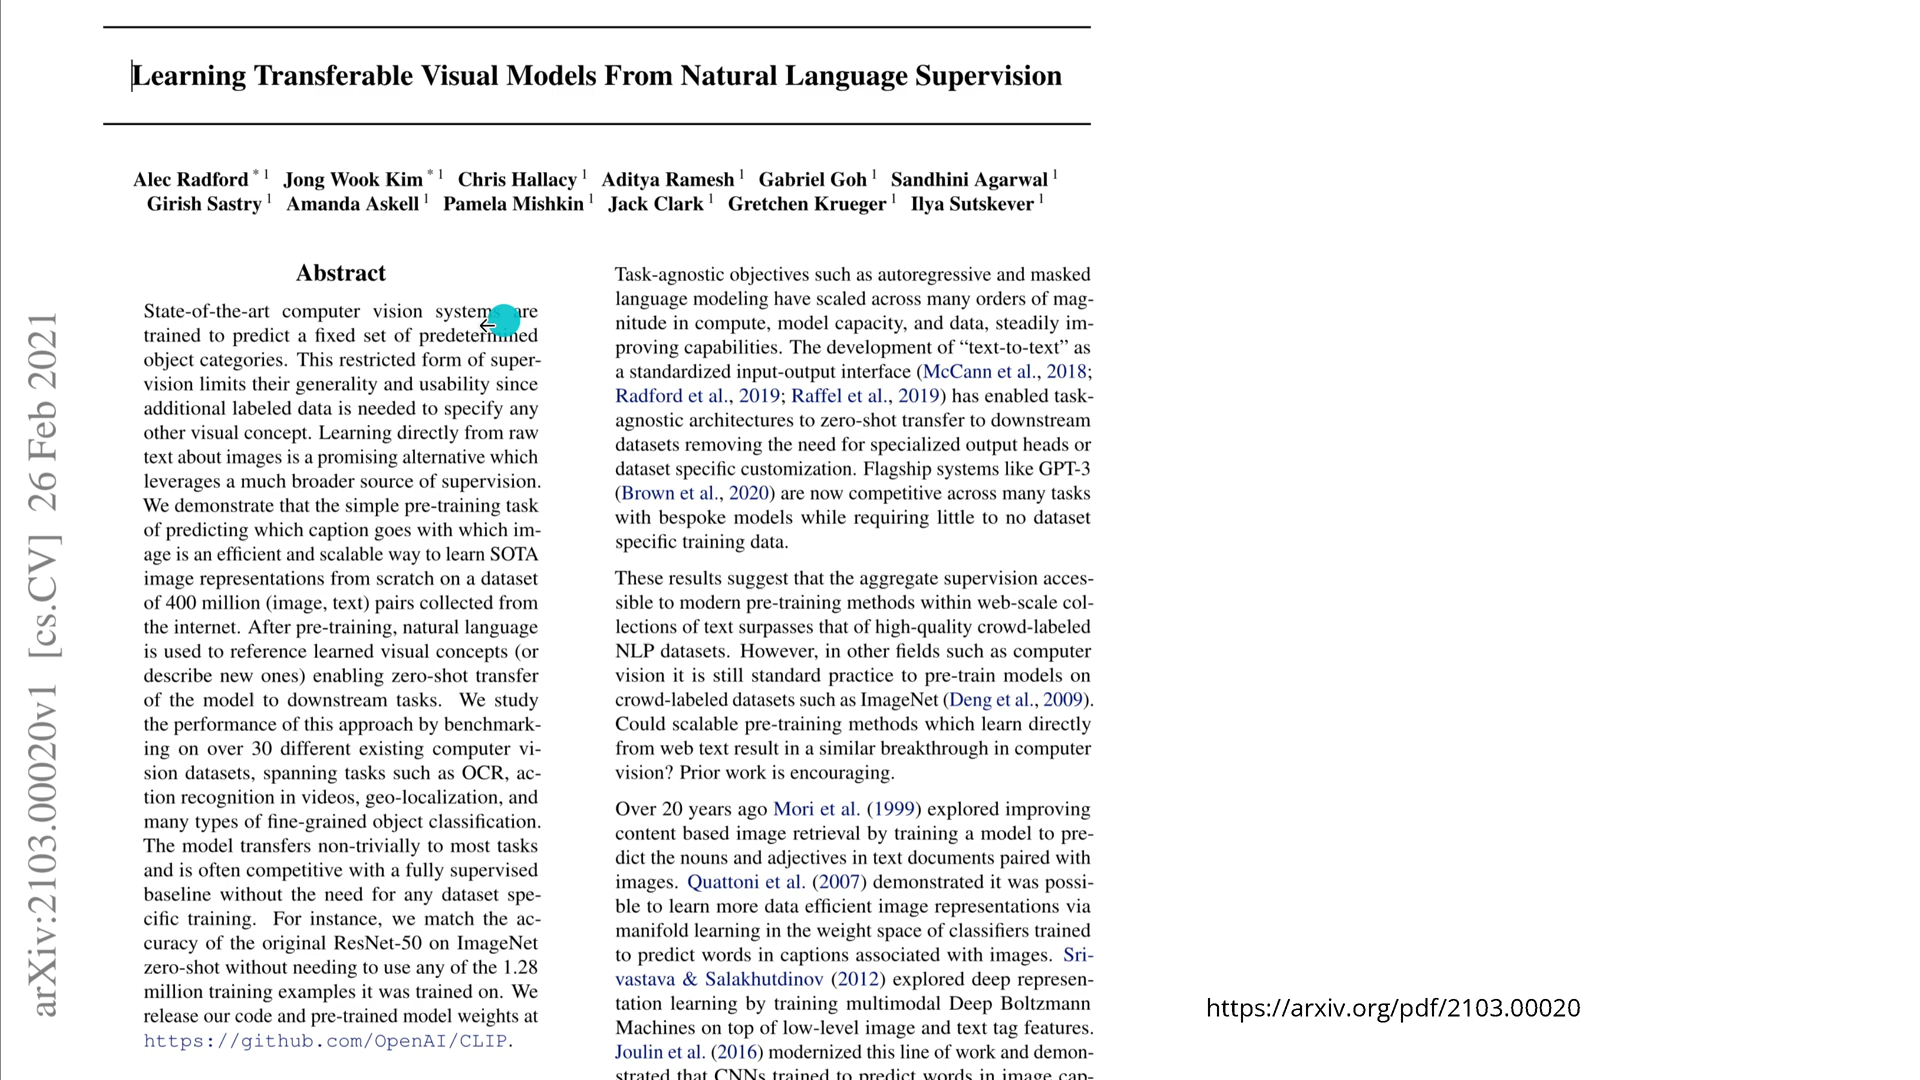 Learning Transferable Visual Models From Natural Language Supervision
Alec Radford * 1 Jong Wook Kim * 1 Chris Hallacy 1 Aditya Ramesh 1 Gabriel Goh 1 Sandhini Agarwal 1
Girish Sastry 1 Amanda Askell 1 Pamela Mishkin 1 Jack Clark 1 Gretchen Krueger 1 Ilya Sutskever 1
Abstract
State-of-the-art computer vision systems are
trained to predict a fixed set of predetermined
object categories. This restricted form of super-
vision limits their generality and usability since
additional labeled data is needed to specify any
other visual concept. Learning directly from raw
text about images is a promising alternative which
leverages a much broader source of supervision.
We demonstrate that the simple pre-training task
of predicting which caption goes with which im-
age is an efficient and scalable way to learn SOTA
image representations from scratch on a dataset
of 400 million (image, text) pairs collected from
the internet. After pre-training, natural language
is used to reference learned visual concepts (or
describe new ones) enabling zero-shot transfer
of the model to downstream tasks. We study
the performance of this approach by benchmark-
ing on over 30 different existing computer vi-
sion datasets, spanning tasks such as OCR, ac-
tion recognition in videos, geo-localization, and
many types of fine-grained object classification.
The model transfers non-trivially to most tasks
and is often competitive with a fully supervised
baseline without the need for any dataset spe-
cific training. For instance, we match the ac-
curacy of the original ResNet-50 on ImageNet
zero-shot without needing to use any of the 1.28
million training examples it was trained on. We
release our code and pre-trained model weights at
https://github.com/OpenAI/CLIP.
Task-agnostic objectives such as autoregressive and masked
language modeling have scaled across many orders of mag-
nitude in compute, model capacity, and data, steadily im-
proving capabilities. The development of “text-to-text” as
a standardized input-output interface (McCann et al., 2018;
Radford et al., 2019; Raffel et al., 2019) has enabled task-
agnostic architectures to zero-shot transfer to downstream
datasets removing the need for specialized output heads or
dataset specific customization. Flagship systems like GPT-3
(Brown et al., 2020) are now competitive across many tasks
with bespoke models while requiring little to no dataset
specific training data.
These results suggest that the aggregate supervision acces-
sible to modern pre-training methods within web-scale col-
lections of text surpasses that of high-quality crowd-labeled
NLP datasets. However, in other fields such as computer
vision it is still standard practice to pre-train models on
crowd-labeled datasets such as ImageNet (Deng et al., 2009).
Could scalable pre-training methods which learn directly
from web text result in a similar breakthrough in computer
vision? Prior work is encouraging.
Over 20 years ago Mori et al. (1999) explored improving
content based image retrieval by training a model to pre-
dict the nouns and adjectives in text documents paired with
images. Quattoni et al. (2007) demonstrated it was possi-
ble to learn more data efficient image representations via
manifold learning in the weight space of classifiers trained
to predict words in captions associated with images. Sri-
vastava & Salakhutdinov (2012) explored deep represen-
tation learning by training multimodal Deep Boltzmann
Machines on top of low-level image and text tag features.
Joulin et al. (2016) modernized this line of work and demon-
strated that CNNs trained to predict words in image cap-
arXiv:2103.00020v1 [cs.CV] 26 Feb 2021
https://arxiv.org/pdf/2103.00020